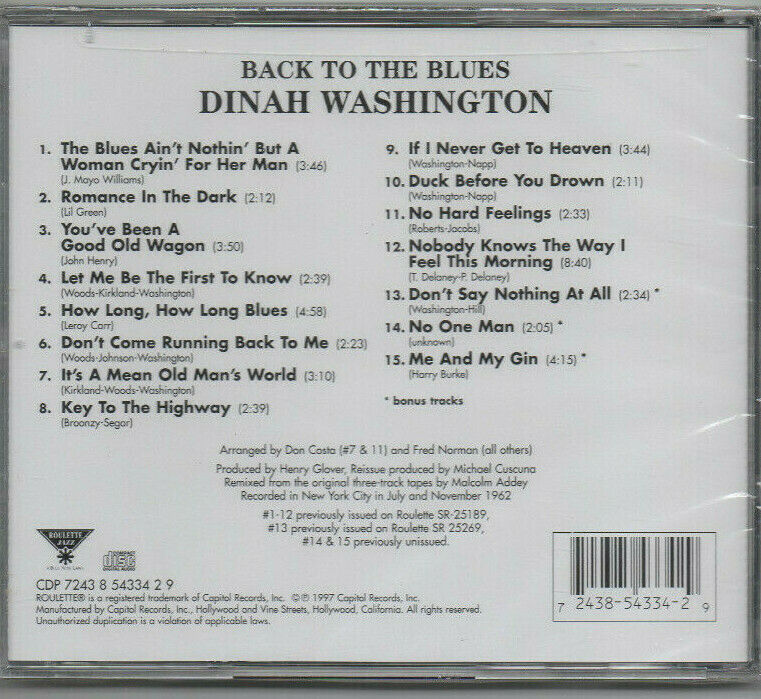 BACK TO THE BLUES
DINAH WASHINGTON
1. The Blues Ain't Nothin' But A
Woman Cryin' For Her Man (3:46)
(J. Mayo Williams)
2. Romance In The Dark (2:12)
(Lil Green)
3. You've Been A
Good Old Wagon (3:50)
(John Henry)
4. Let Me Be The First To Know (2:39)
(Woods-Kirkland-Washington)
5. How Long, How Long Blues (4:58)
(Leroy Carr)
6. Don't Come Running Back To Me (2:23)
(Woods-Johnson-Washington)
7. It's A Mean Old Man's World (3:10)
(Kirkland-Woods-Washington)
8. Key To The Highway (2:39)
(Broonzy-Segar)
9. If I Never Get To Heaven (3:44)
(Washington-Napp)
10. Duck Before You Drown (2:11)
(Washington-Napp)
11. No Hard Feelings (2:33)
(Roberts-Jacobs)
12. Nobody Knows The Way I
Feel This Morning (8:40)
(T. Delaney-P. Delaney)
13. Don't Say Nothing At All (2:34) *
(Washington-Hill)
14. No One Man (2:05) *
(unknown)
15. Me And My Gin (4:15) *
(Harry Burke)
* bonus tracks
Arranged by Don Costa (#7 & 11) and Fred Norman (all others)
Produced by Henry Glover, Reissue produced by Michael Cuscuna
Remixed from the original three-track tapes by Malcolm Addey
Recorded in New York City in July and November 1962
#1-12 previously issued on Roulette SR-25189,
#13 previously issued on Roulette SR 25269,
#14 & 15 previously unissued.
ROULETTE
JAZZ
COMPACT
disc
DIGITAL AUDIO
CDP 7243 8 54334 2 9
ROULETTE® is a registered trademark of Capitol Records, Inc. ©℗ 1997 Capitol Records, Inc.
Manufactured by Capitol Records, Inc., Hollywood and Vine Streets, Hollywood, California. All rights reserved.
Unauthorized duplication is a violation of applicable laws.
7 2438-54334-2 9